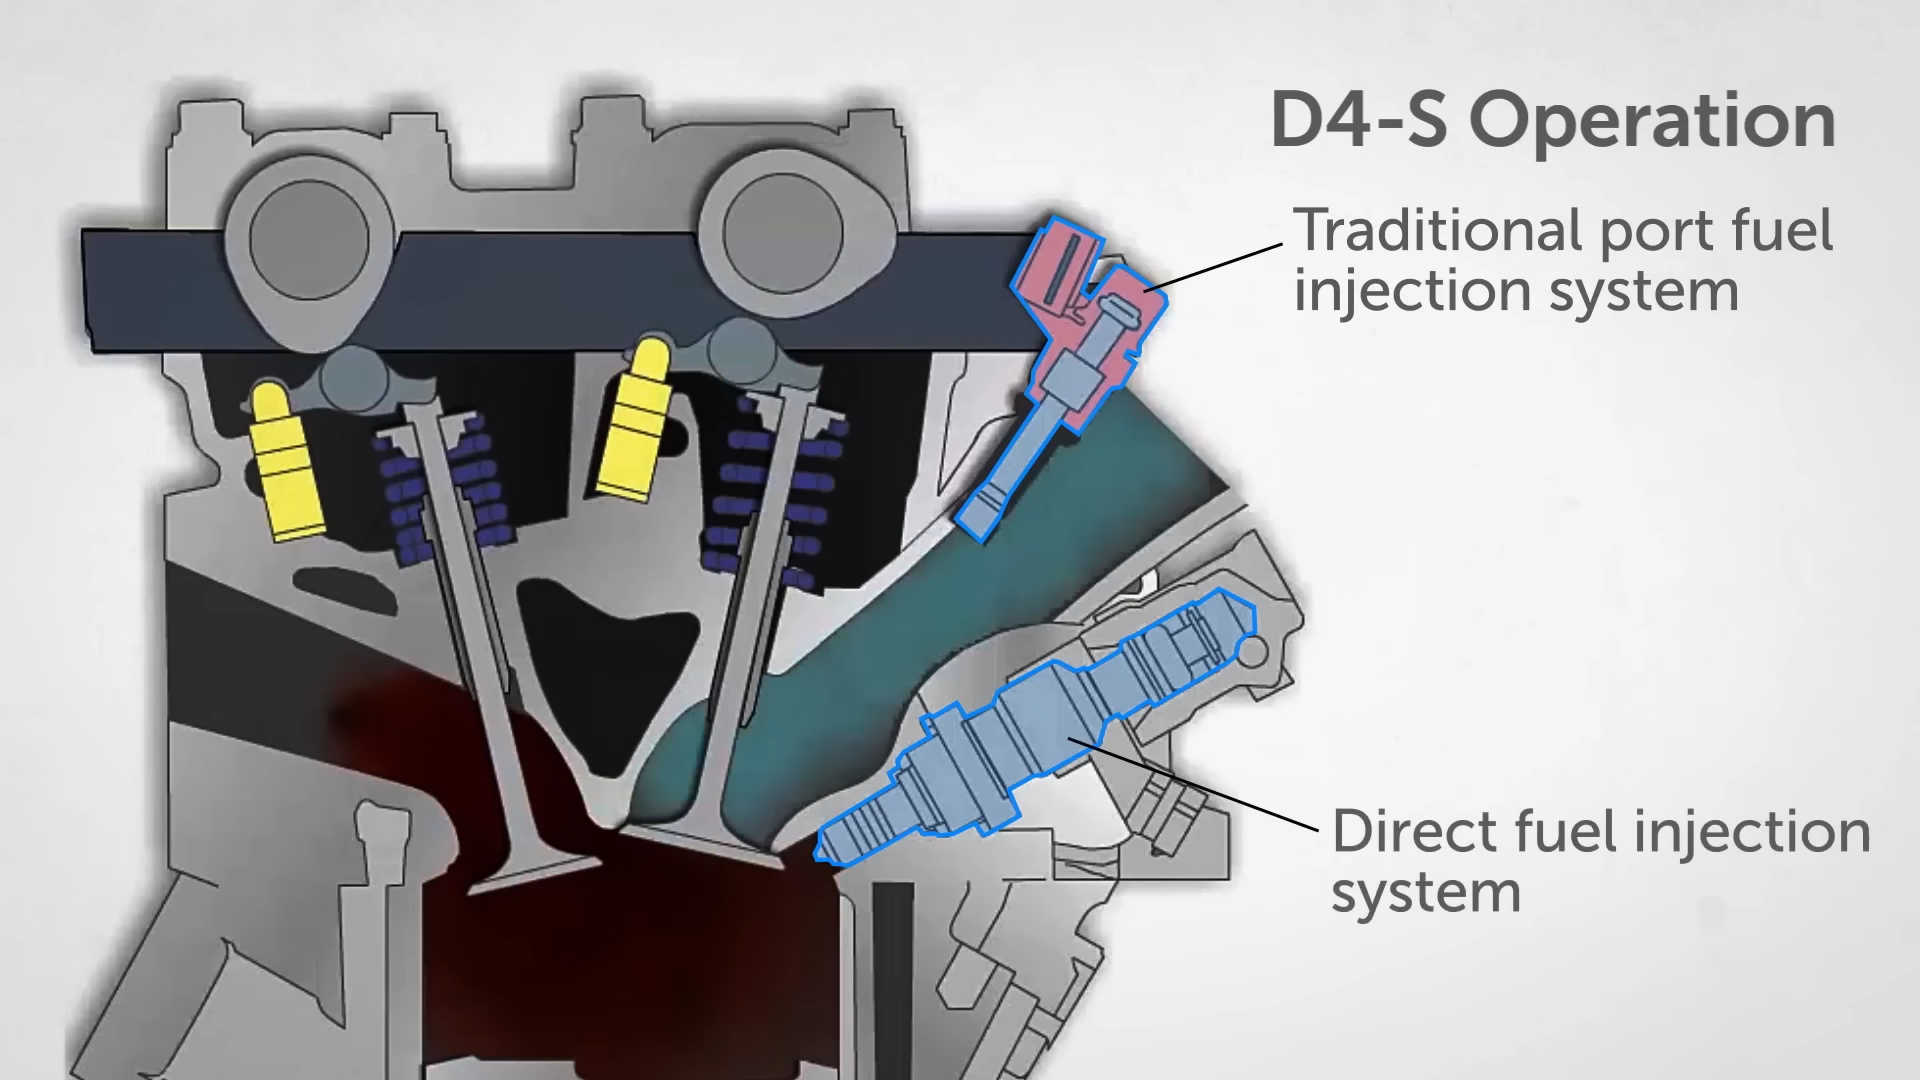 D4-S Operation
Traditional port fuel
injection system
Direct fuel injection
system